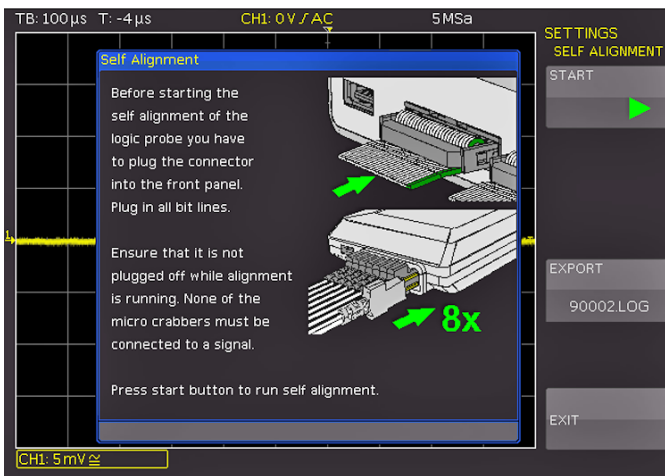 TB: 100µs T: -4µs CH1: 0V ∫ AC 5MSa
SETTINGS
SELF ALIGNMENT
START
Self Alignment
Before starting the
self alignment of the
logic probe you have
to plug the connector
into the front panel.
Plug in all bit lines.
Ensure that it is not
plugged off while alignment
is running. None of the
micro crabbers must be
connected to a signal.
8x
Press start button to run self alignment.
1
EXPORT
90002.LOG
EXIT
CH1: 5mV ≅